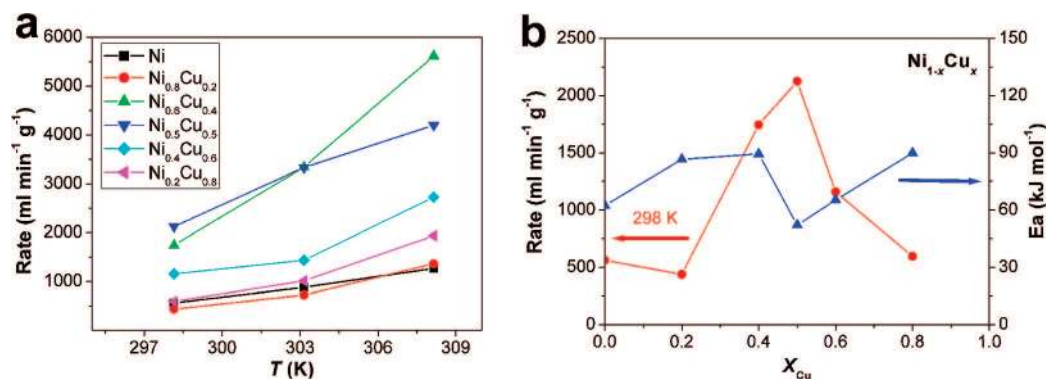 a
6000
5000
4000
3000
2000
1000
Rate (ml min⁻¹ g⁻¹)
Ni
Ni₀.₈Cu₀.₂
Ni₀.₆Cu₀.₄
Ni₀.₅Cu₀.₅
Ni₀.₄Cu₀.₆
Ni₀.₂Cu₀.₈
297 300 303 306 309
T (K)
b
2500
2000
1500
1000
500
0
Rate (ml min⁻¹ g⁻¹)
Ni₁₋ₓCuₓ
298 K
150
120
90
60
30
0
Ea (kJ mol⁻¹)
0.0 0.2 0.4 0.6 0.8 1.0
X_Cu